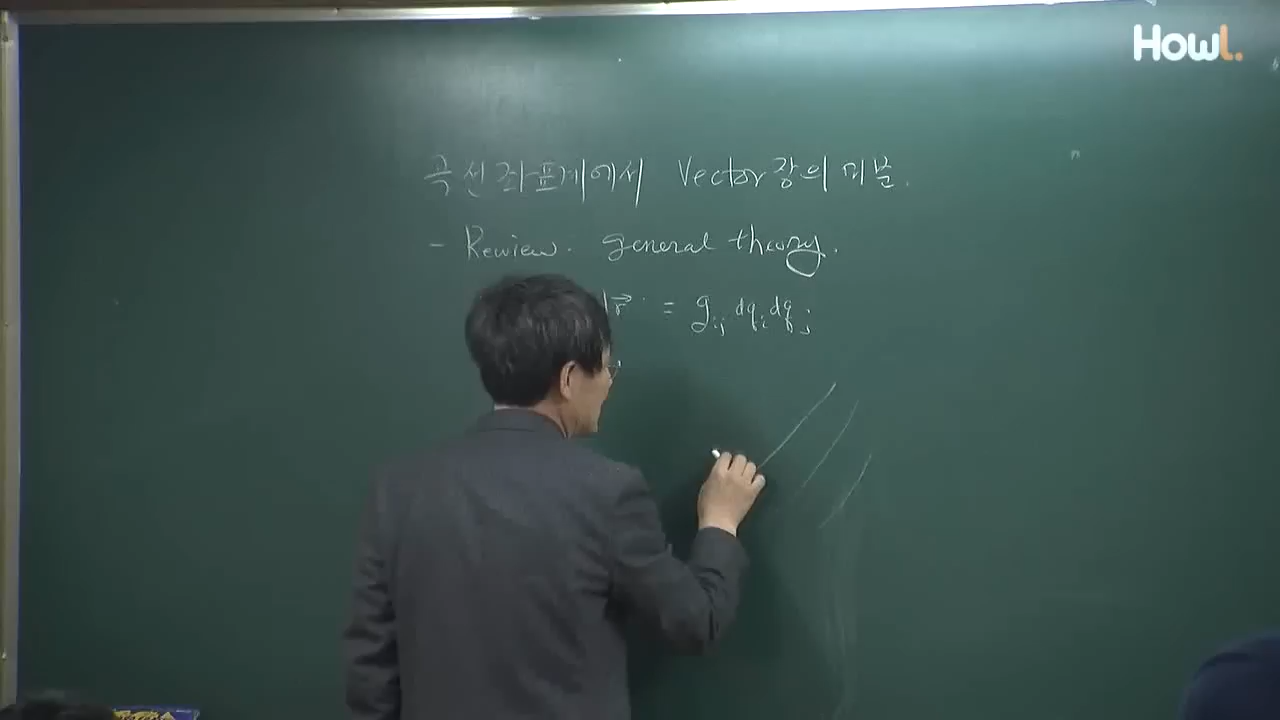 Howl.
곡선좌표계에서 Vector장의 미분.
- Review. general theory.
dr⃗ · = g_ij dq_i dq_j